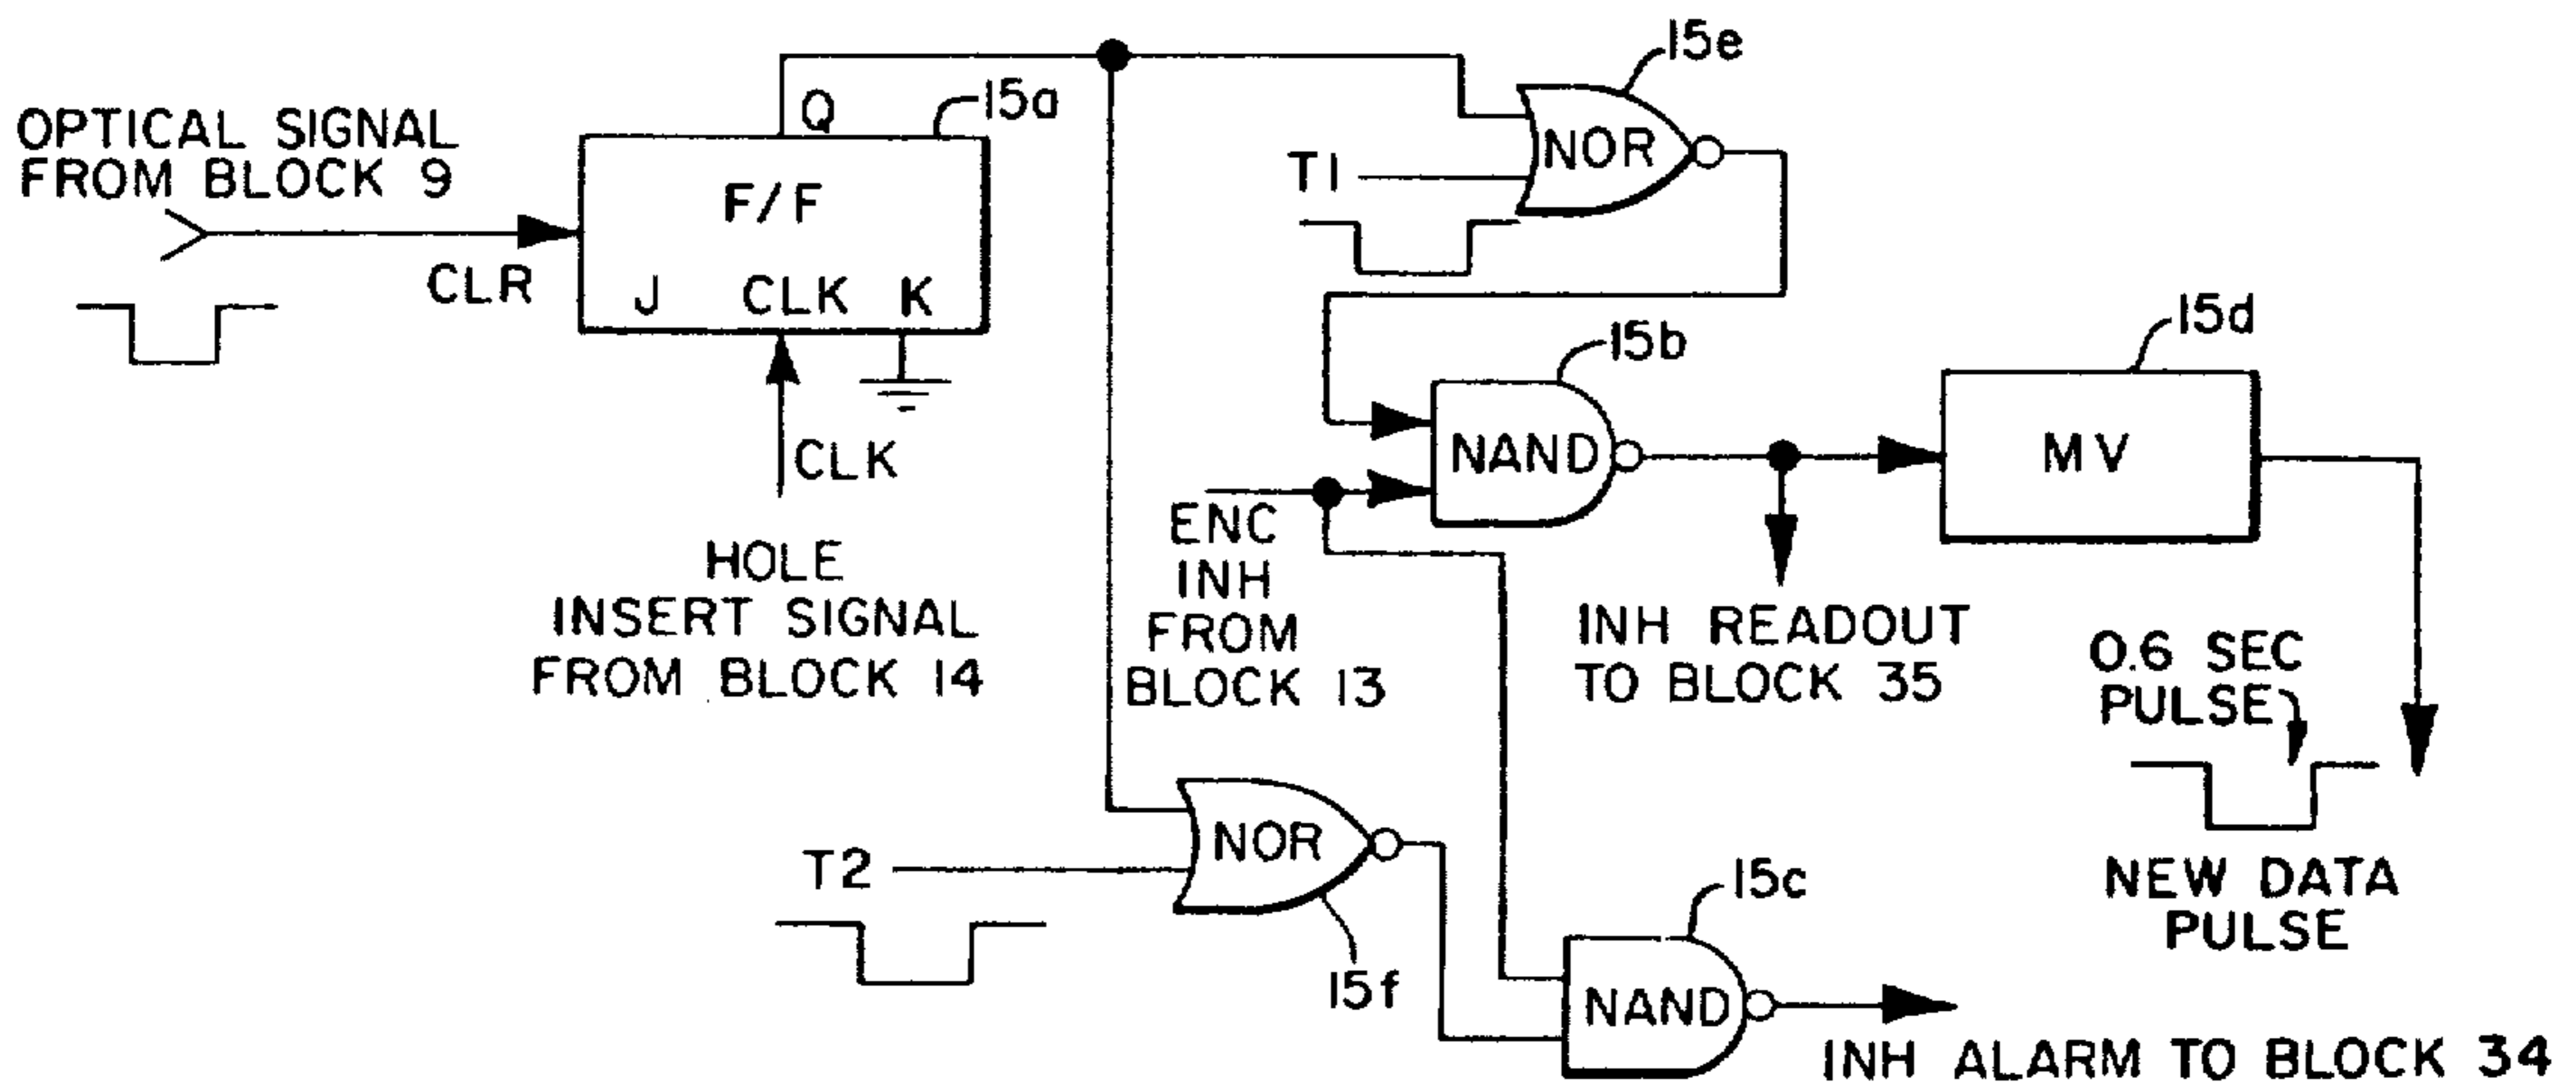 15e
Q
15a
OPTICAL SIGNAL
FROM BLOCK 9
NOR
T1
F/F
CLR
J CLK K
15d
15b
CLK
NAND
MV
ENC
INH
FROM
BLOCK 13
HOLE
INSERT SIGNAL
FROM BLOCK 14
INH READOUT
TO BLOCK 35
0.6 SEC
PULSE
NOR
T2
15c
NEW DATA
PULSE
15f
NAND
INH ALARM TO BLOCK 34